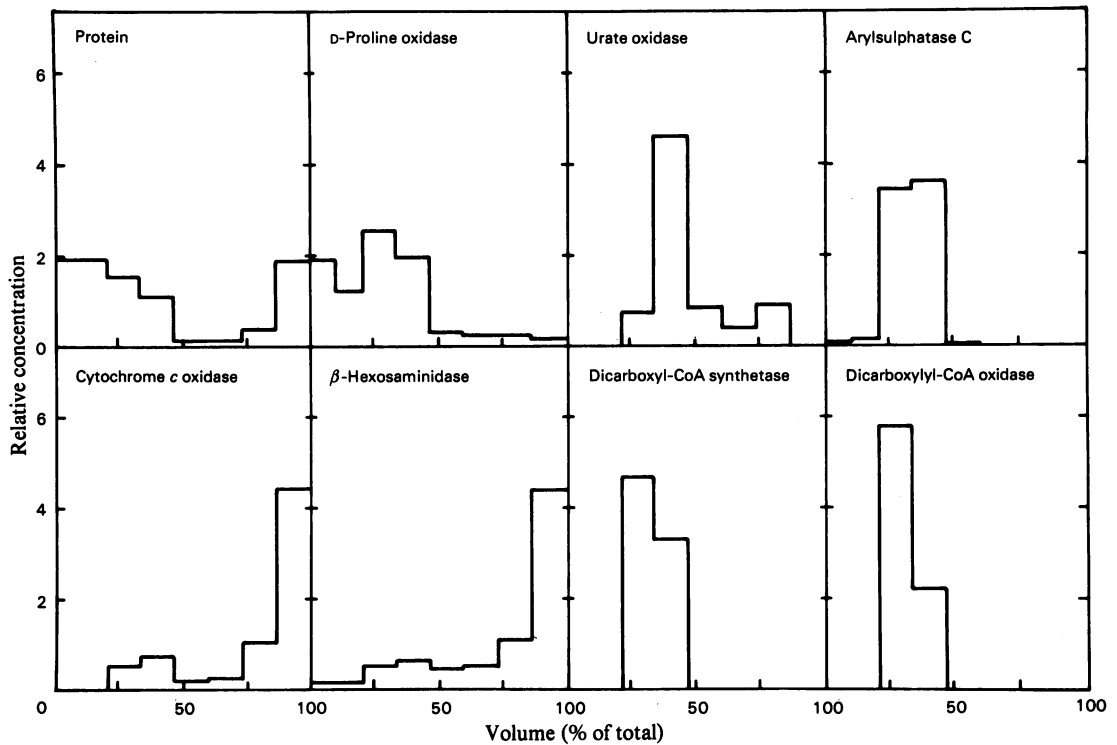 Protein
D-Proline oxidase
Urate oxidase
Arylsulphatase C
6
4
2
0
Relative concentration
Cytochrome c oxidase
β-Hexosaminidase
Dicarboxyl-CoA synthetase
Dicarboxylyl-CoA oxidase
6
4
2
0 50 100 50 100 50 100 50 100
Volume (% of total)